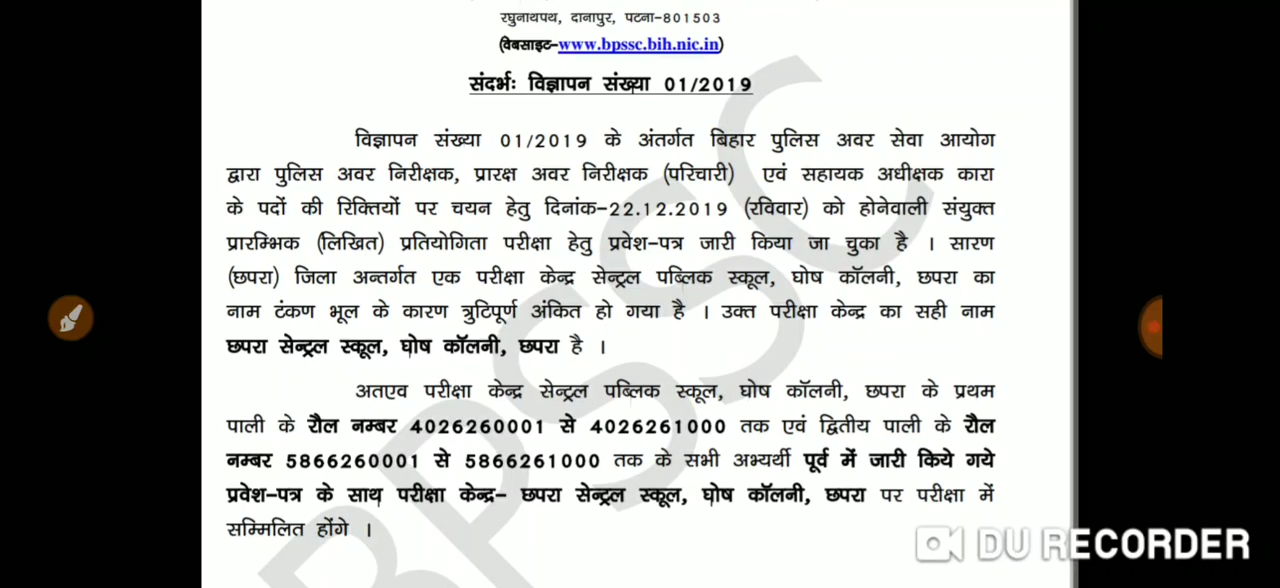 रघुनाथपथ, दानापुर, पटना-801503
(वेबसाइट-www.bpssc.bih.nic.in)
संदर्भः विज्ञापन संख्या 01/2019
विज्ञापन संख्या 01/2019 के अंतर्गत बिहार पुलिस अवर सेवा आयोग
द्वारा पुलिस अवर निरीक्षक, प्रारक्ष अवर निरीक्षक (परिचारी) एवं सहायक अधीक्षक कारा
के पदों की रिक्तियों पर चयन हेतु दिनांक-22.12.2019 (रविवार) को होनेवाली संयुक्त
प्रारम्भिक (लिखित) प्रतियोगिता परीक्षा हेतु प्रवेश-पत्र जारी किया जा चुका है । सारण
(छपरा) जिला अन्तर्गत एक परीक्षा केन्द्र सेन्ट्रल पब्लिक स्कूल, घोष कॉलनी, छपरा का
नाम टंकण भूल के कारण त्रुटिपूर्ण अंकित हो गया है । उक्त परीक्षा केन्द्र का सही नाम
छपरा सेन्ट्रल स्कूल, घोष कॉलनी, छपरा है ।
अतएव परीक्षा केन्द्र सेन्ट्रल पब्लिक स्कूल, घोष कॉलनी, छपरा के प्रथम
पाली के रौल नम्बर 4026260001 से 4026261000 तक एवं द्वितीय पाली के रौल
नम्बर 5866260001 से 5866261000 तक के सभी अभ्यर्थी पूर्व में जारी किये गये
प्रवेश-पत्र के साथ परीक्षा केन्द्र- छपरा सेन्ट्रल स्कूल, घोष कॉलनी, छपरा पर परीक्षा में
सम्मिलित होंगे ।
BPSSC
DU RECORDER